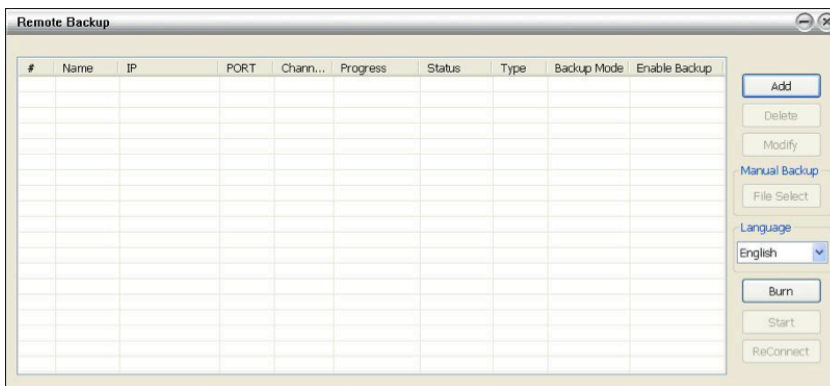 Remote Backup
# Name IP PORT Chann... Progress Status Type Backup Mode Enable Backup
Add
Delete
Modify
Manual Backup
File Select
Language
English
Burn
Start
ReConnect